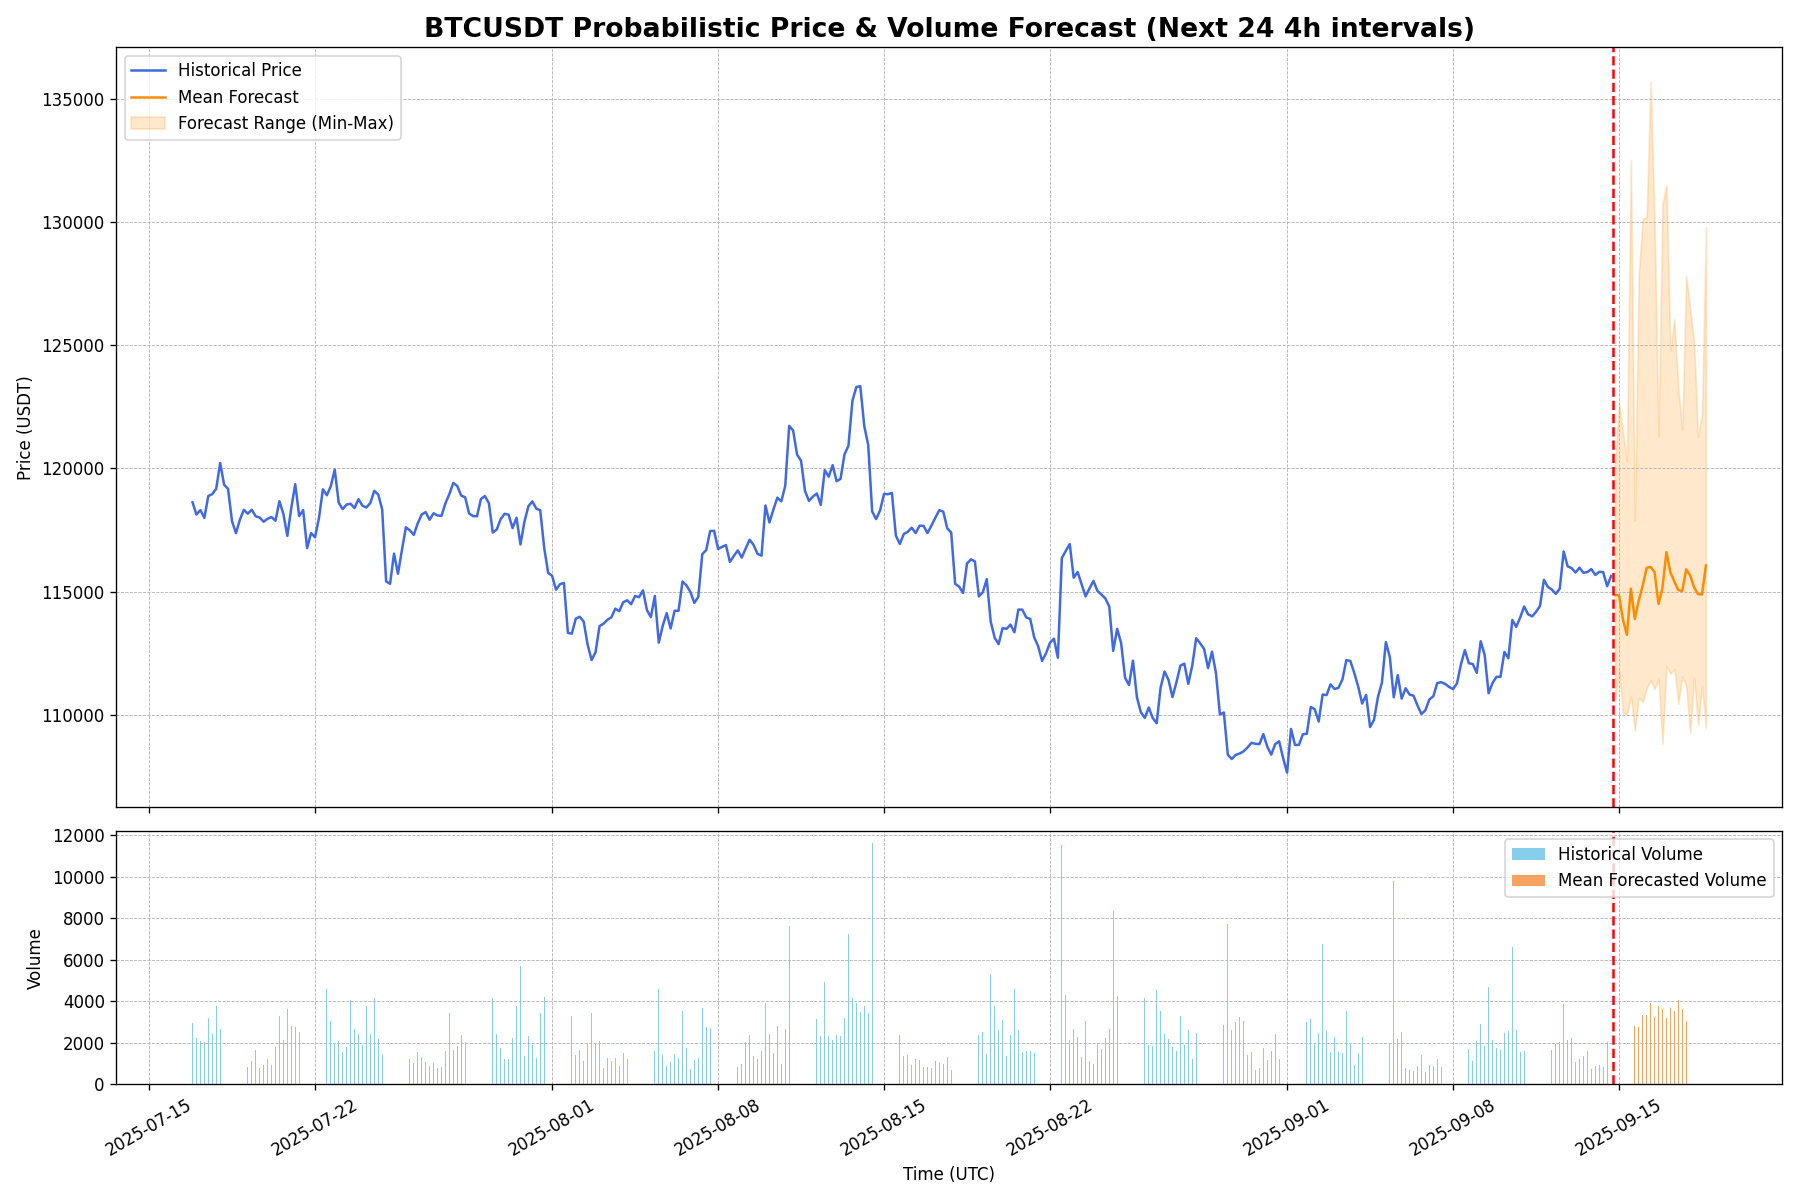 BTCUSDT Probabilistic Price & Volume Forecast (Next 24 4h intervals)
Historical Price
Mean Forecast
Forecast Range (Min-Max)
Price (USDT)
135000
130000
125000
120000
115000
110000
Historical Volume
Mean Forecasted Volume
Volume
12000
10000
8000
6000
4000
2000
0
2025-07-15
2025-07-22
2025-08-01
2025-08-08
2025-08-15
2025-08-22
2025-09-01
2025-09-08
2025-09-15
Time (UTC)